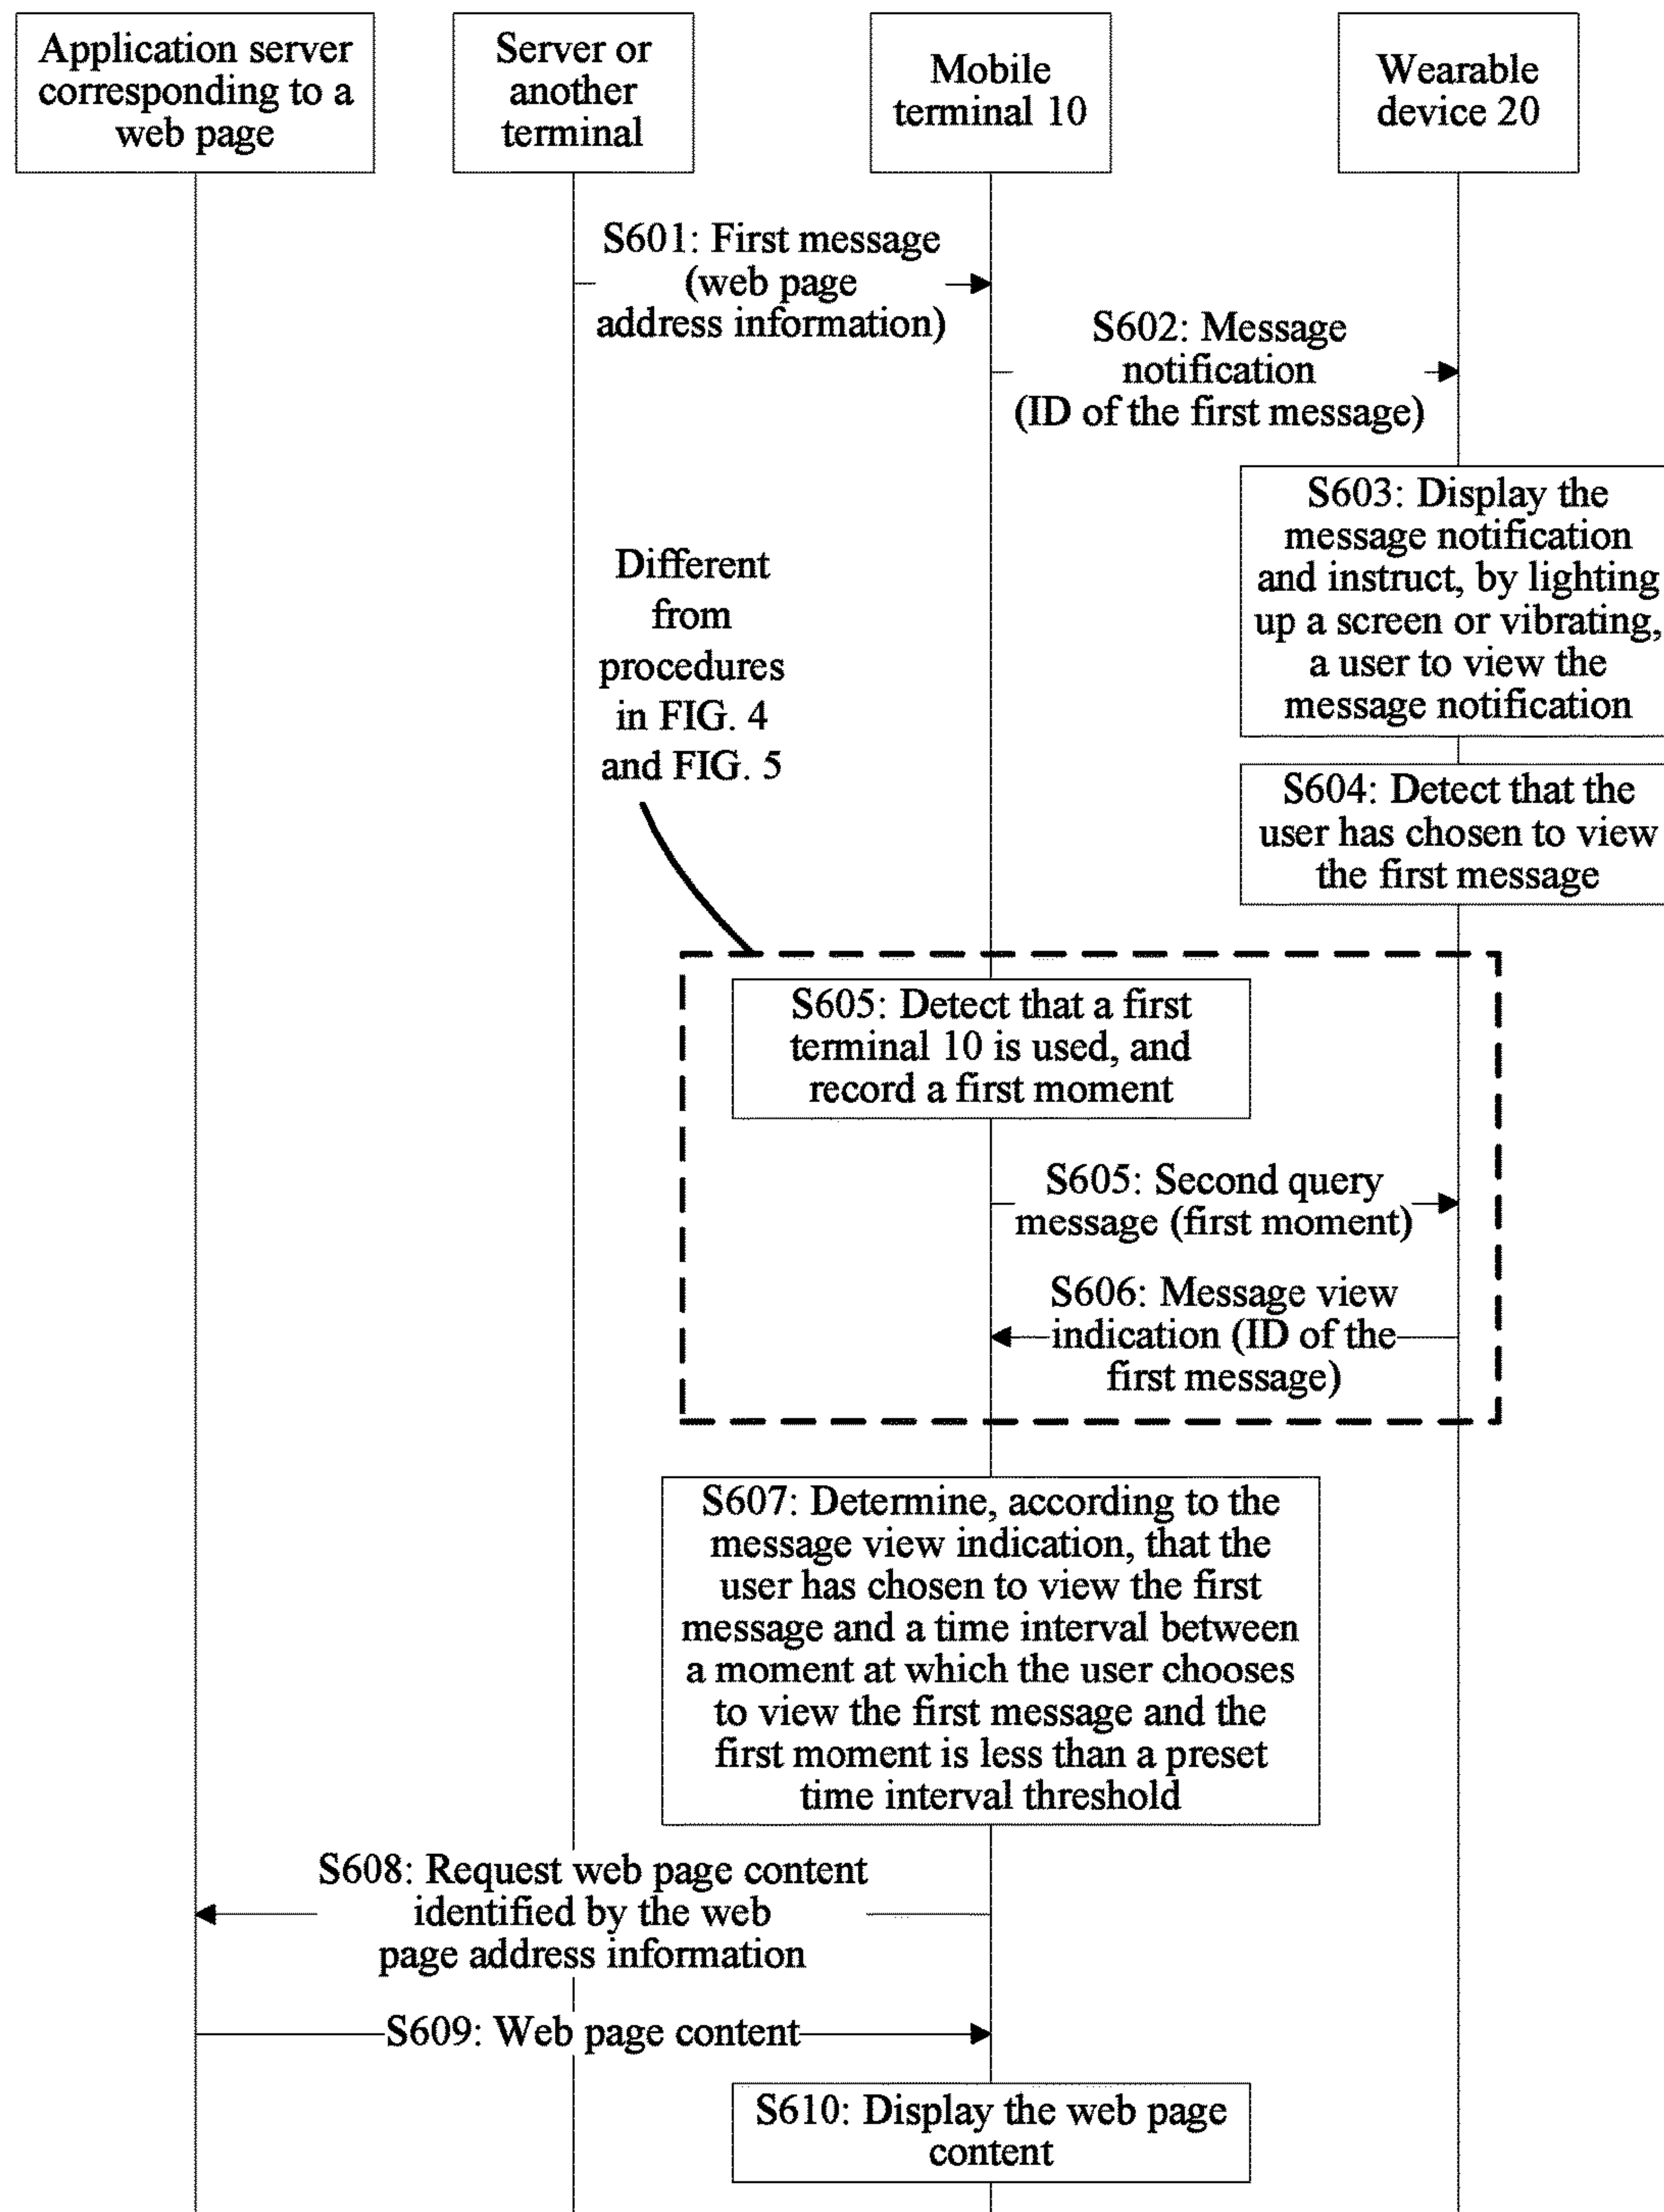 Application server
corresponding to a
web page
Server or
another
terminal
Mobile
terminal 10
Wearable
device 20
S601: First message
(web page
address information)
S602: Message
notification
(ID of the first message)
S603: Display the
message notification
and instruct, by lighting
up a screen or vibrating,
a user to view the
message notification
Different
from
procedures
in FIG. 4
and FIG. 5
S604: Detect that the
user has chosen to view
the first message
S605: Detect that a first
terminal 10 is used, and
record a first moment
S605: Second query
message (first moment)
S606: Message view
indication (ID of the
first message)
S607: Determine, according to the
message view indication, that the
user has chosen to view the first
message and a time interval between
a moment at which the user chooses
to view the first message and the
first moment is less than a preset
time interval threshold
S608: Request web page content
identified by the web
page address information
S609: Web page content
S610: Display the web page
content